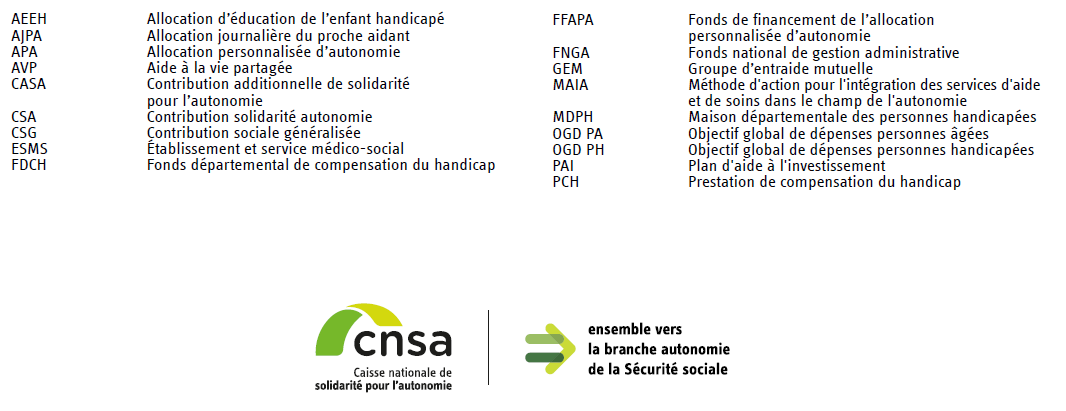 AEEH Allocation d’éducation de l’enfant handicapé
AJPA Allocation journalière du proche aidant
APA Allocation personnalisée d’autonomie
AVP Aide à la vie partagée
CASA Contribution additionnelle de solidarité
pour l’autonomie
CSA Contribution solidarité autonomie
CSG Contribution sociale généralisée
ESMS Établissement et service médico-social
FDCH Fonds départemental de compensation du handicap
FFAPA Fonds de financement de l’allocation
personnalisée d’autonomie
FNGA Fonds national de gestion administrative
GEM Groupe d’entraide mutuelle
MAIA Méthode d'action pour l'intégration des services d'aide
et de soins dans le champ de l'autonomie
MDPH Maison départementale des personnes handicapées
OGD PA Objectif global de dépenses personnes âgées
OGD PH Objectif global de dépenses personnes handicapées
PAI Plan d'aide à l'investissement
PCH Prestation de compensation du handicap
cnsa
Caisse nationale de
solidarité pour l’autonomie
ensemble vers
la branche autonomie
de la Sécurité sociale